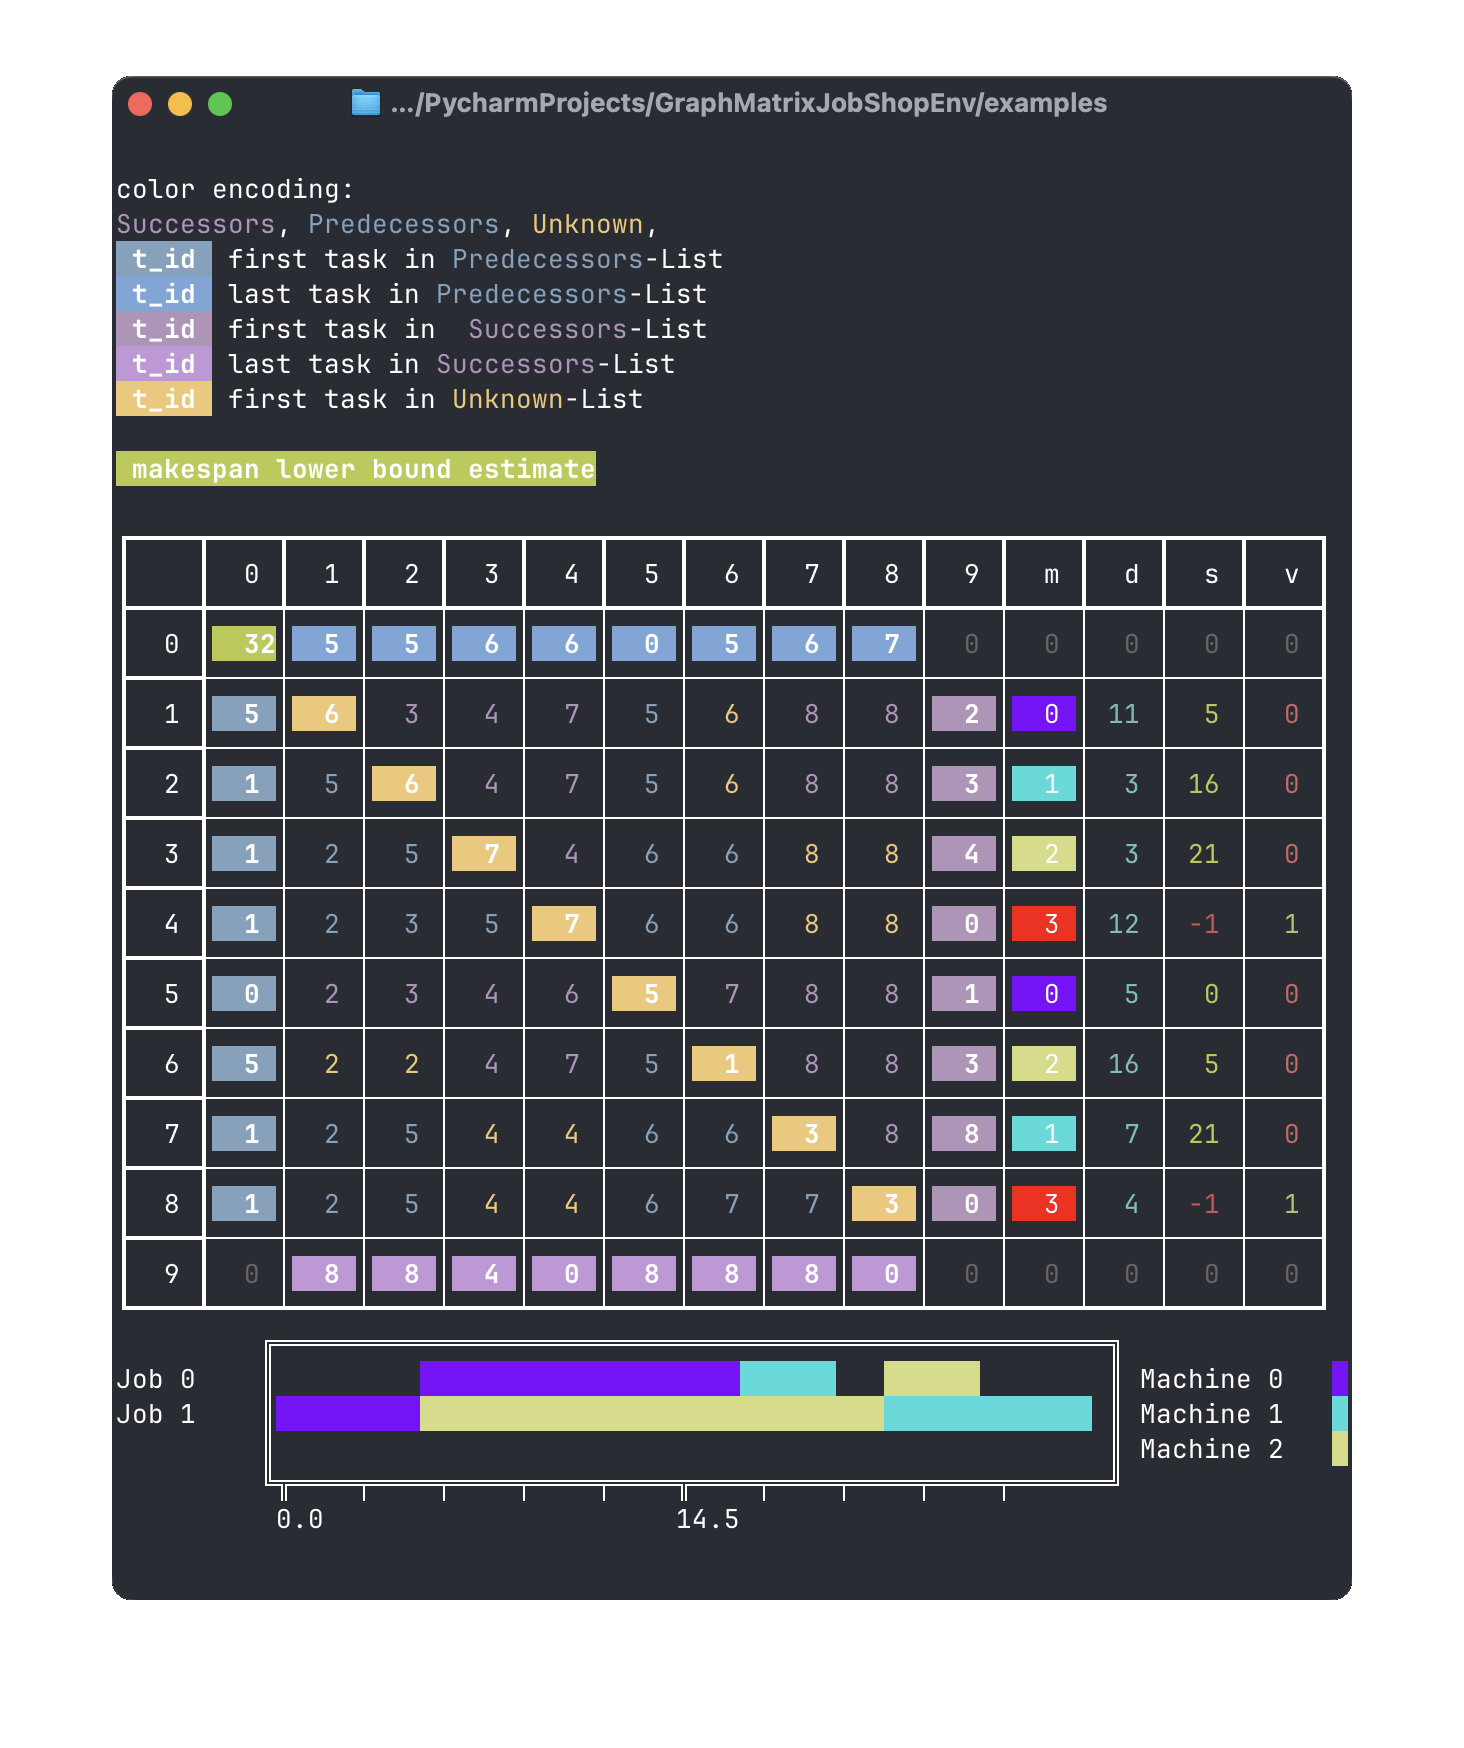 .../PycharmProjects/GraphMatrixJobShopEnv/examples
color encoding:
Successors, Predecessors, Unknown,
t_id first task in Predecessors-List
t_id last task in Predecessors-List
t_id first task in  Successors-List
t_id last task in Successors-List
t_id first task in Unknown-List
makespan lower bound estimate
0 1 2 3 4 5 6 7 8 9 m d s v
0 32 5 5 6 6 0 5 6 7 0 0 0 0 0
1 5 6 3 4 7 5 6 8 8 2 0 11 5 0
2 1 5 6 4 7 5 6 8 8 3 1 3 16 0
3 1 2 5 7 4 6 6 8 8 4 2 3 21 0
4 1 2 3 5 7 6 6 8 8 0 3 12 -1 1
5 0 2 3 4 6 5 7 8 8 1 0 5 0 0
6 5 2 2 4 7 5 1 8 8 3 2 16 5 0
7 1 2 5 4 4 6 6 3 8 8 1 7 21 0
8 1 2 5 4 4 6 7 7 3 0 3 4 -1 1
9 0 8 8 4 0 8 8 8 0 0 0 0 0 0
Job 0 Machine 0
Job 1 Machine 1
Machine 2
0.0 14.5